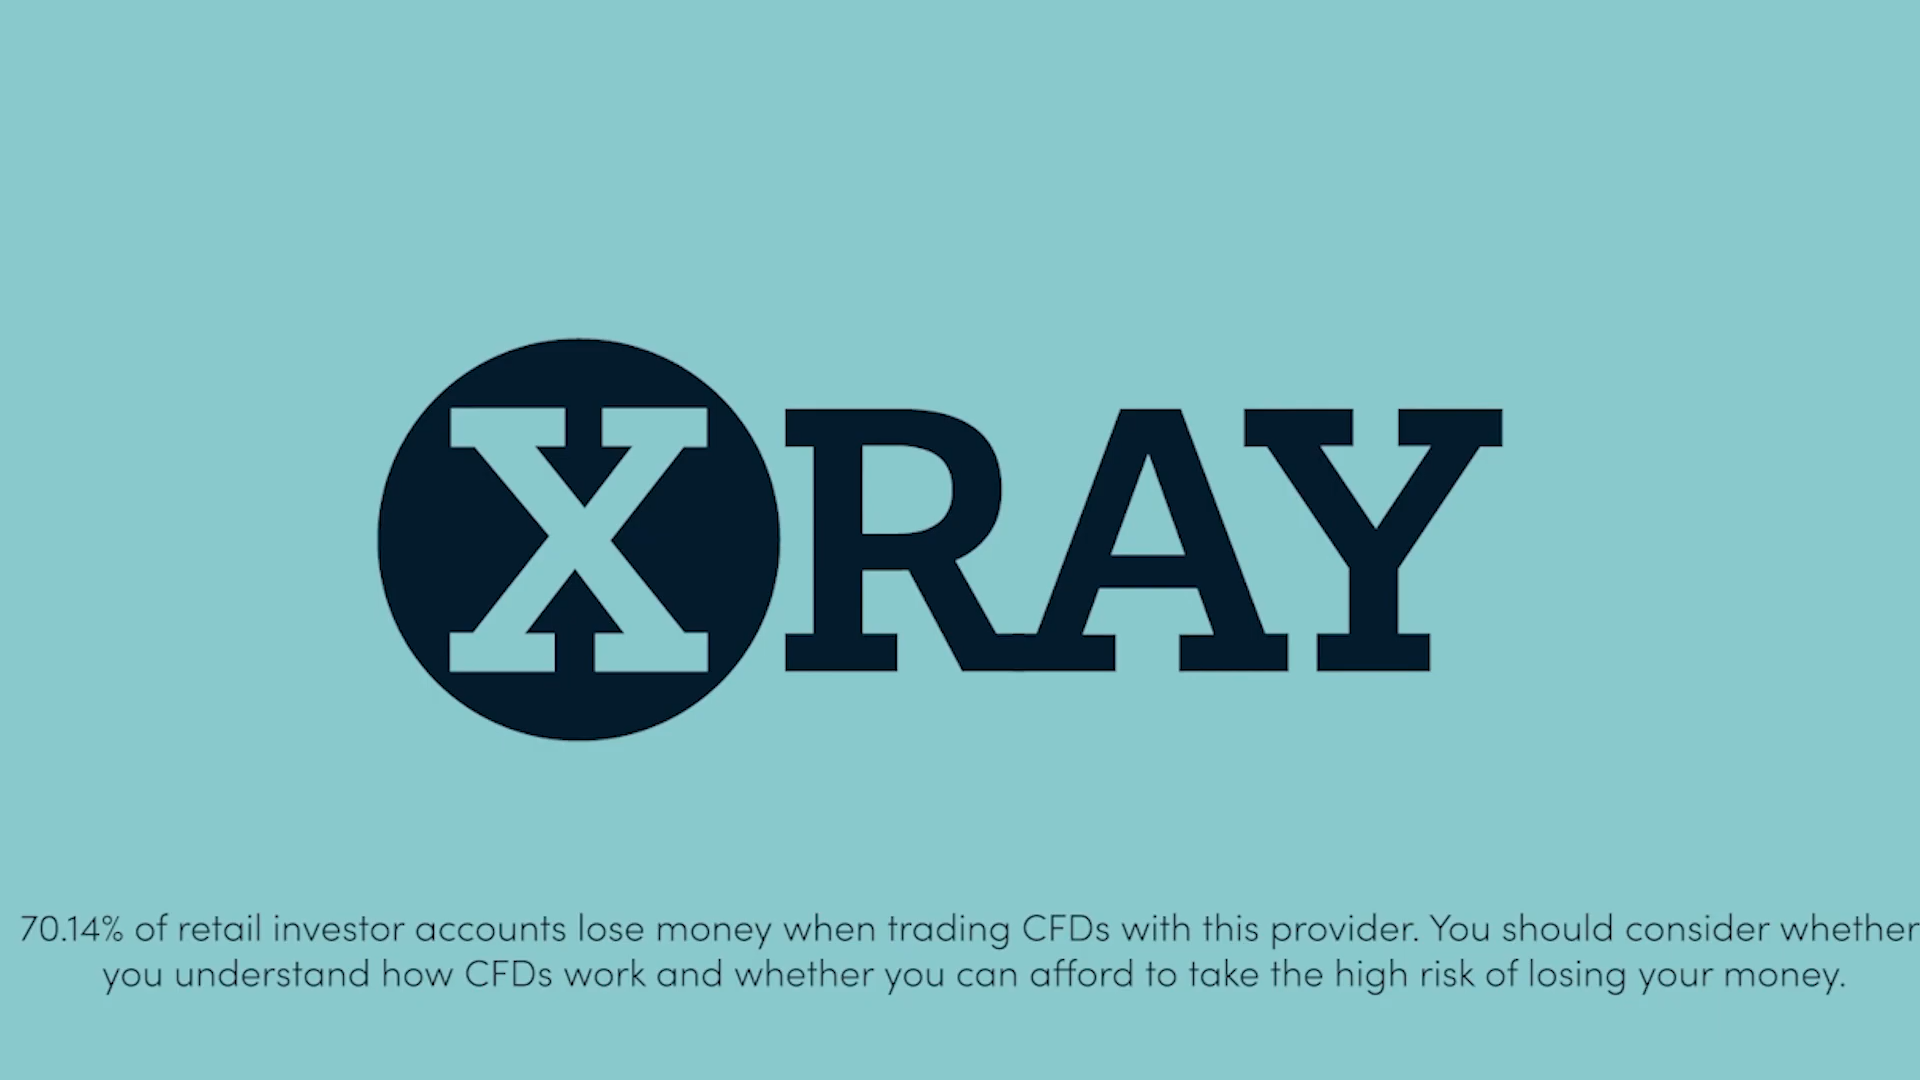 XRAY
70.14% of retail investor accounts lose money when trading CFDs with this provider. You should consider whether
you understand how CFDs work and whether you can afford to take the high risk of losing your money.